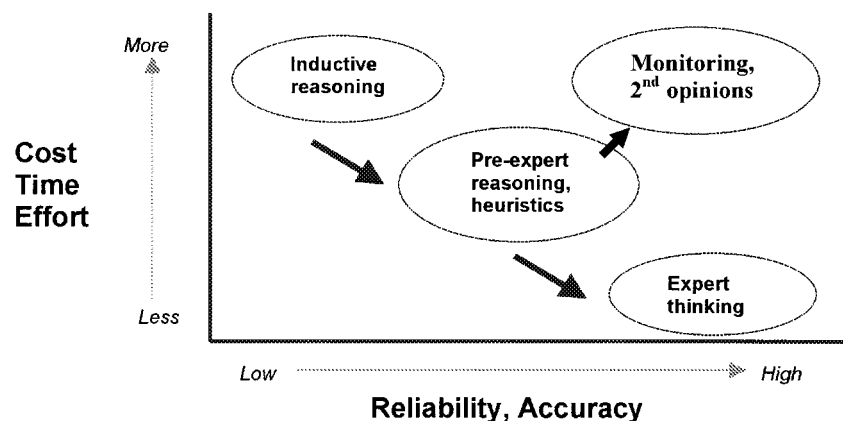 More
Inductive
reasoning
Monitoring,
2nd opinions
Cost
Time
Effort
Pre-expert
reasoning,
heuristics
Expert
thinking
Less
Low
High
Reliability, Accuracy